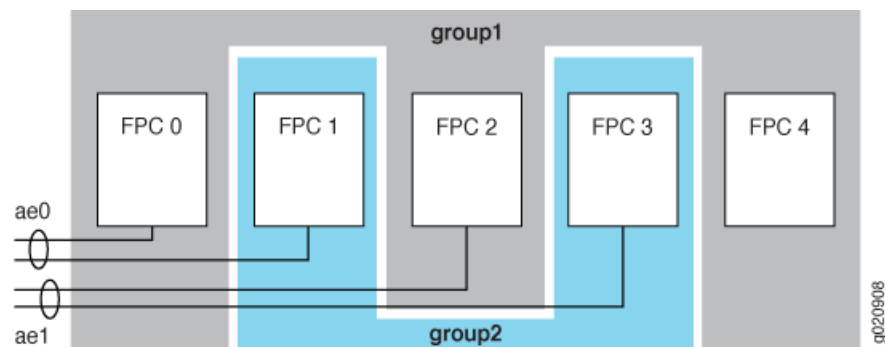 group1
FPC 0
FPC 1
FPC 2
FPC 3
FPC 4
ae0
ae1
group2
g020908